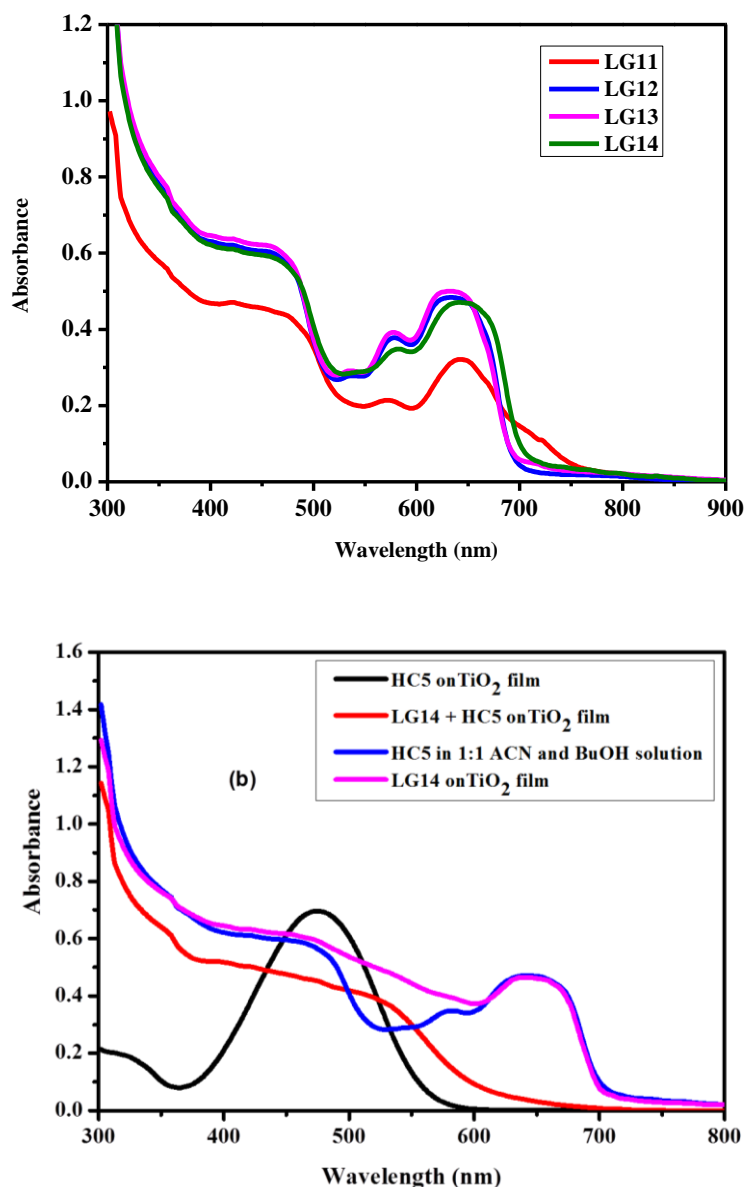 1.2
1.0
0.8
0.6
0.4
0.2
0.0
Absorbance
LG11
LG12
LG13
LG14
300 400 500 600 700 800 900
Wavelength (nm)
1.6
1.4
1.2
1.0
0.8
0.6
0.4
0.2
0.0
Absorbance
HC5 onTiO2 film
LG14 + HC5 onTiO2 film
HC5 in 1:1 ACN and BuOH solution
LG14 onTiO2 film
(b)
300 400 500 600 700 800
Wavelength (nm)